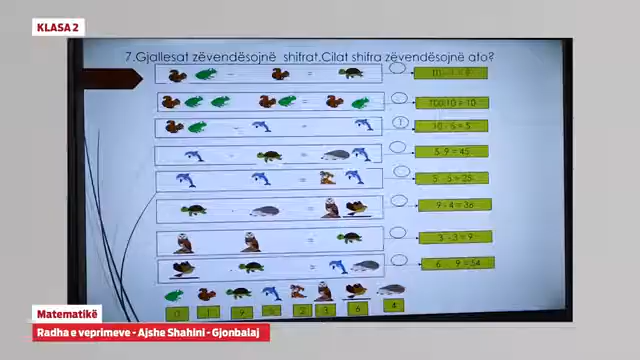 KLASA 2
7.Gjallesat zëvendësojnë shifrat.Cilat shifra zëvendësojnë ato?
10 - 1 = 9
100:10 = 10
10 - 5 = 5
5 . 9 = 45
5 . 5 = 25
9 . 4 = 36
3 . 3 = 9
6 . 9 = 54
0 1 9 5 2 3 6 4
Matematikë
Radha e veprimeve - Ajshe Shahini - Gjonbalaj